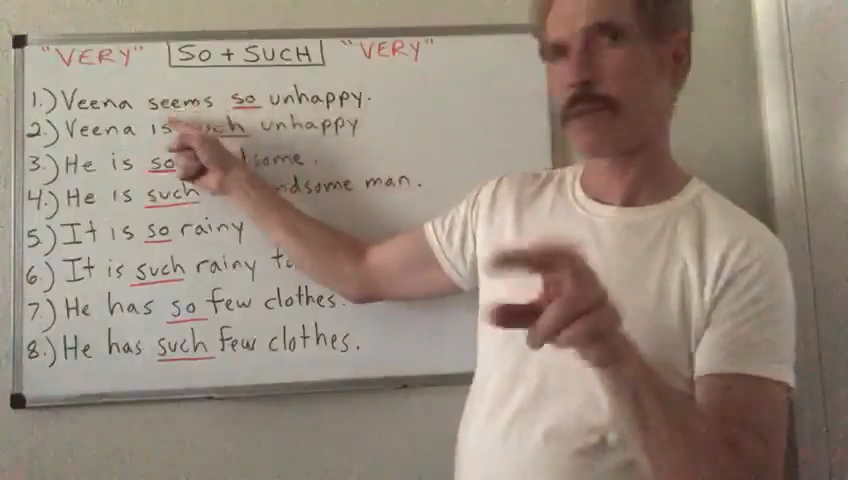 "VERY" SO + SUCH "VERY"
1.) Veena seems so unhappy.
2.) Veena is such unhappy
3.) He is so
4.) He is such man.
5.) It is so rainy
6.) It is such rainy
7.) He has so few clothes.
8.) He has such few clothes.